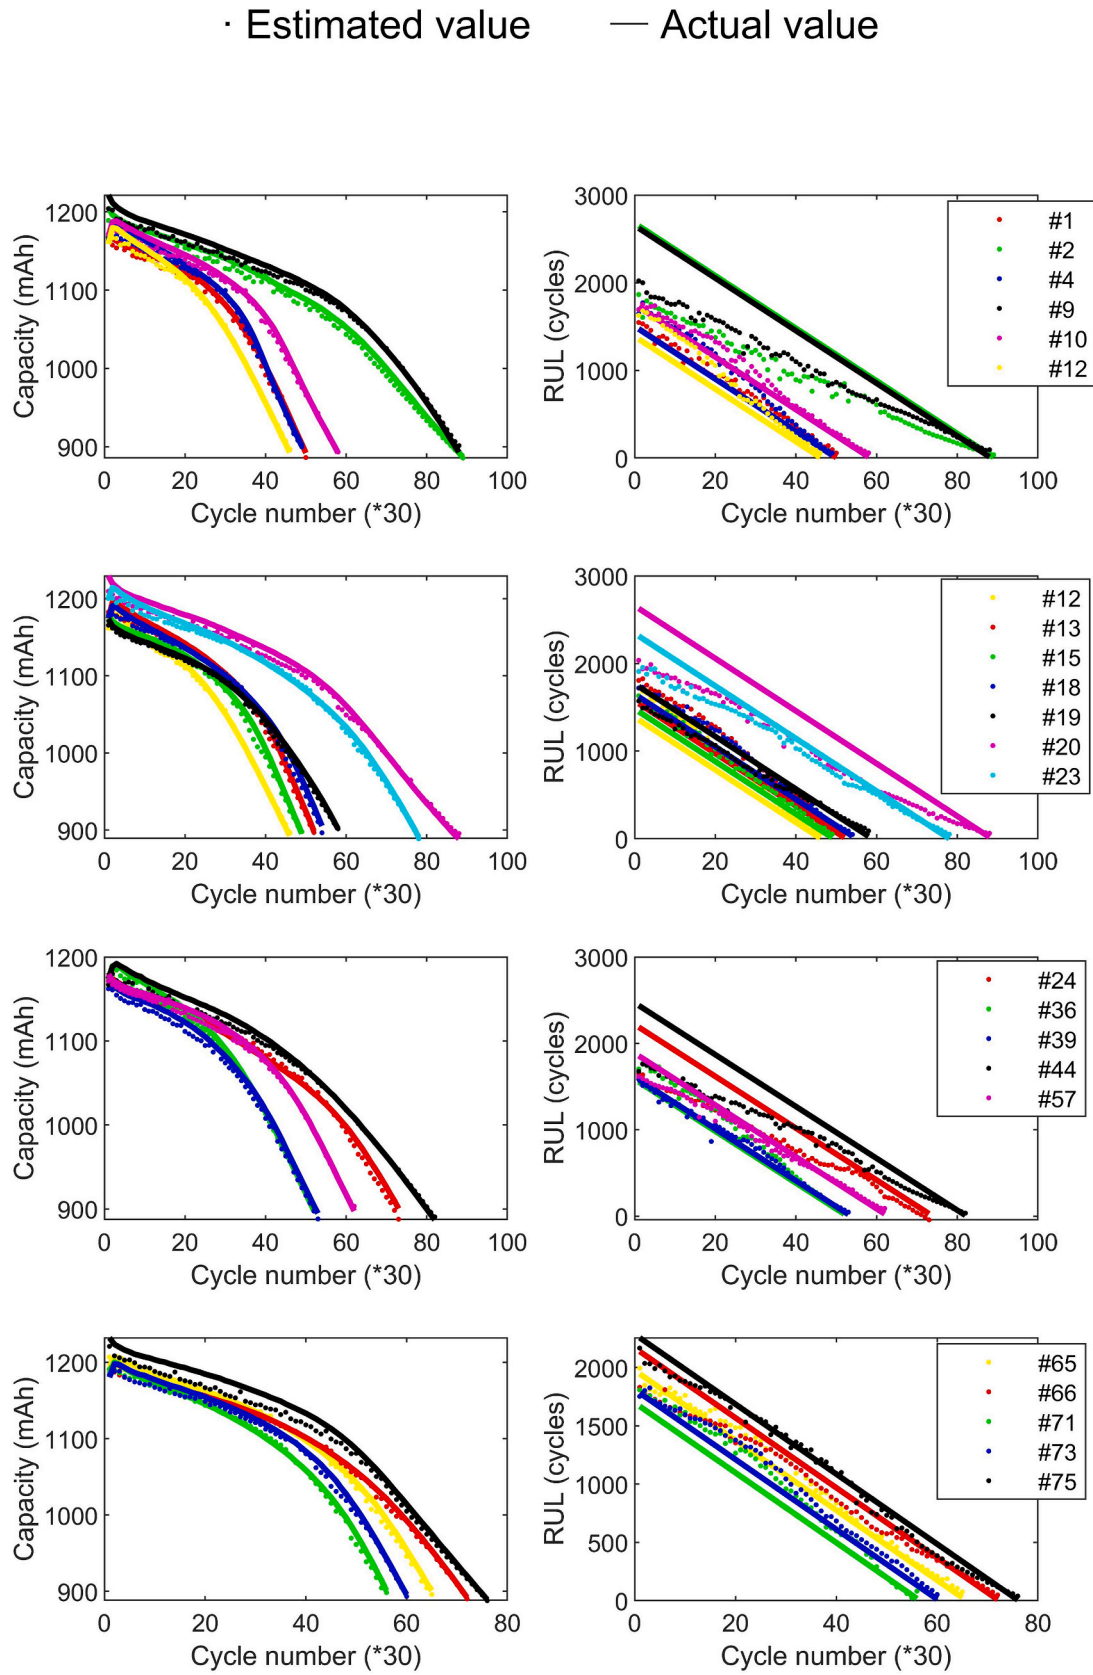 · Estimated value — Actual value
Capacity (mAh)
1200
1100
1000
900
0 20 40 60 80 100
Cycle number (*30)
RUL (cycles)
3000
2000
1000
0
0 20 40 60 80 100
Cycle number (*30)
#1
#2
#4
#9
#10
#12
Capacity (mAh)
1200
1100
1000
900
0 20 40 60 80 100
Cycle number (*30)
RUL (cycles)
3000
2000
1000
0
0 20 40 60 80 100
Cycle number (*30)
#12
#13
#15
#18
#19
#20
#23
Capacity (mAh)
1200
1100
1000
900
0 20 40 60 80 100
Cycle number (*30)
RUL (cycles)
3000
2000
1000
0
0 20 40 60 80 100
Cycle number (*30)
#24
#36
#39
#44
#57
Capacity (mAh)
1200
1100
1000
900
0 20 40 60 80
Cycle number (*30)
RUL (cycles)
2000
1500
1000
500
0
0 20 40 60 80
Cycle number (*30)
#65
#66
#71
#73
#75